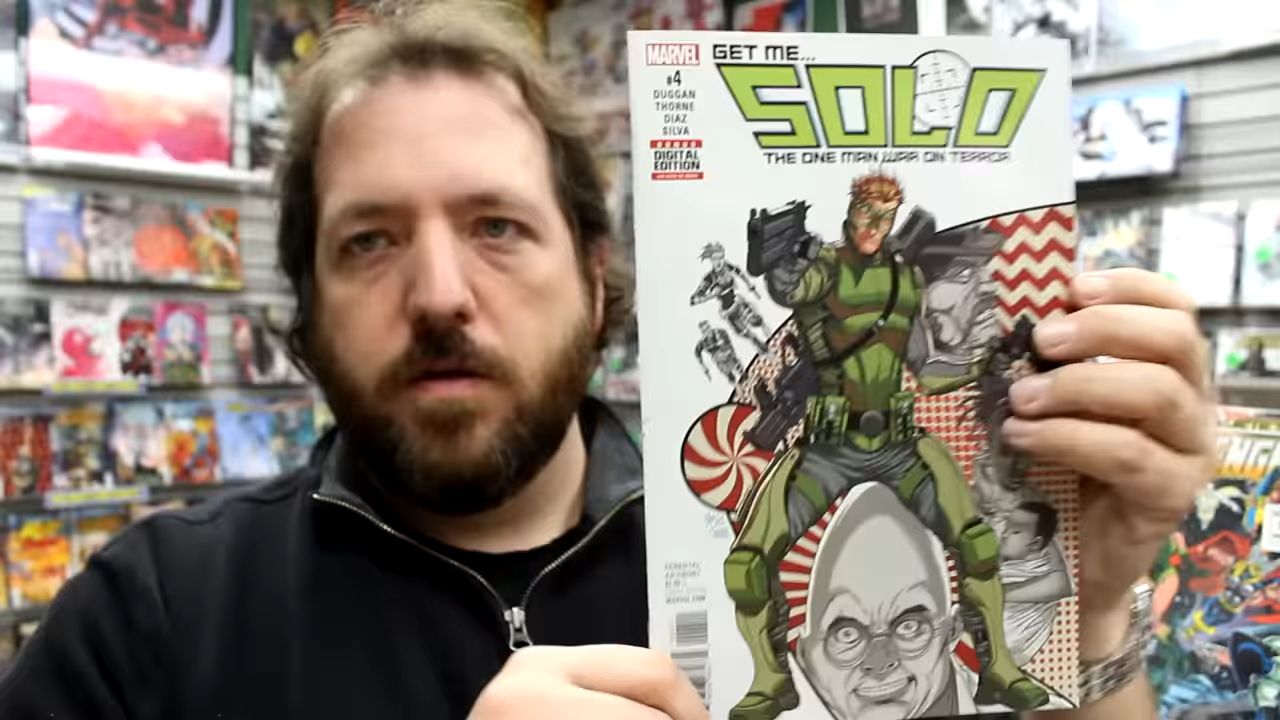 MARVEL
GET ME...
SOLO
THE ONE MAN WAR ON TERROR
#4
DUGGAN
THORNE
DIAZ
SILVA
DIGITAL
EDITION